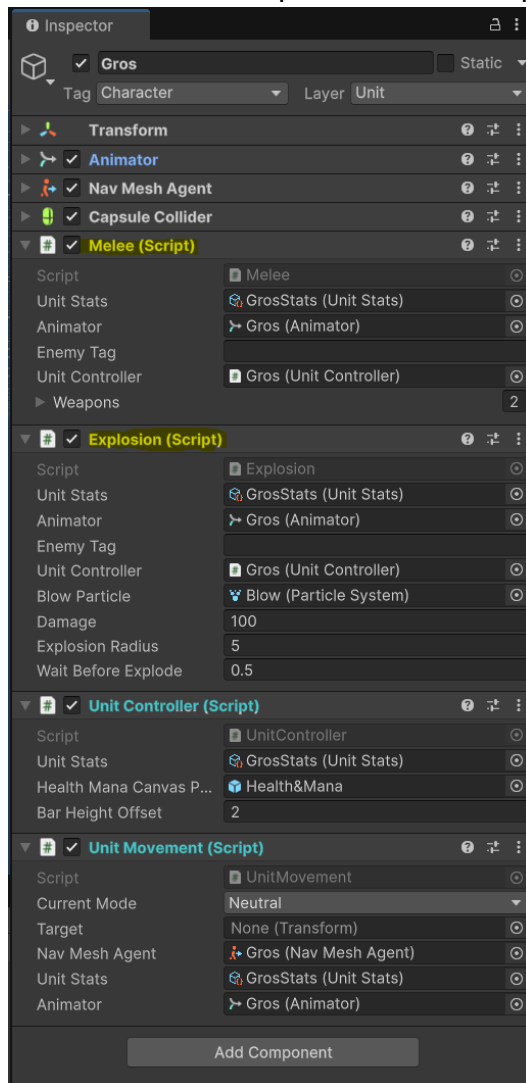 Inspector
Gros Static
Tag Character Layer Unit
Transform
Animator
Nav Mesh Agent
Capsule Collider
# Melee (Script)
Script # Melee
Unit Stats GrosStats (Unit Stats)
Animator Gros (Animator)
Enemy Tag
Unit Controller # Gros (Unit Controller)
Weapons 2
# Explosion (Script)
Script # Explosion
Unit Stats GrosStats (Unit Stats)
Animator Gros (Animator)
Enemy Tag
Unit Controller # Gros (Unit Controller)
Blow Particle Blow (Particle System)
Damage 100
Explosion Radius 5
Wait Before Explode 0.5
# Unit Controller (Script)
Script # UnitController
Unit Stats GrosStats (Unit Stats)
Health Mana Canvas P... Health&Mana
Bar Height Offset 2
# Unit Movement (Script)
Script # UnitMovement
Current Mode Neutral
Target None (Transform)
Nav Mesh Agent Gros (Nav Mesh Agent)
Unit Stats GrosStats (Unit Stats)
Animator Gros (Animator)
Add Component